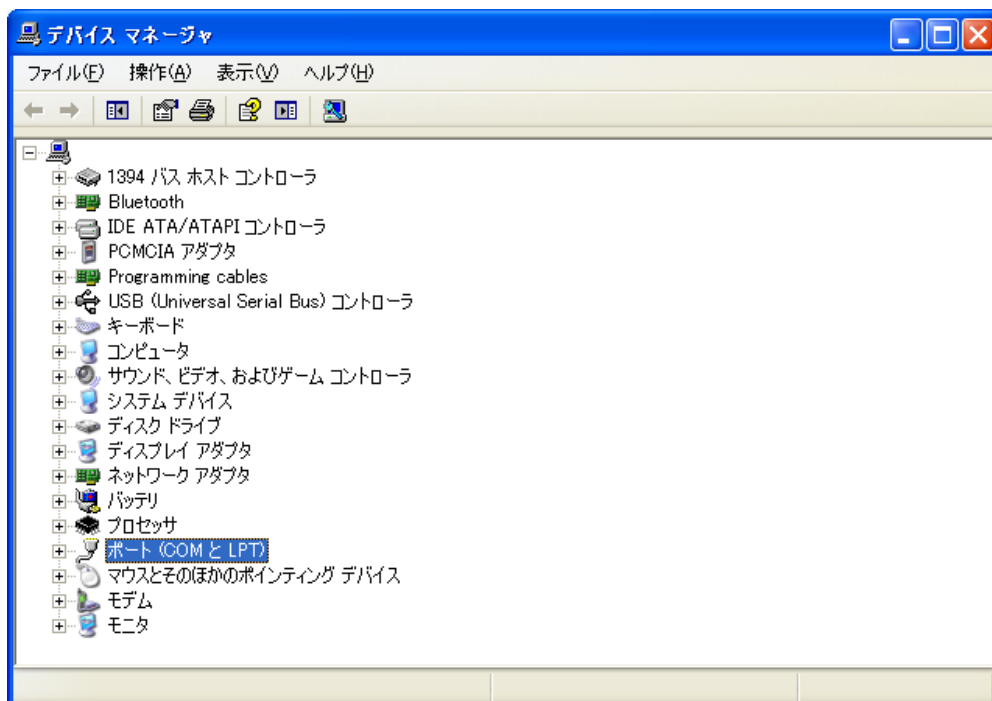 デバイス マネージャ
ファイル(F) 操作(A) 表示(V) ヘルプ(H)
1394 バス ホスト コントローラ
Bluetooth
IDE ATA/ATAPI コントローラ
PCMCIA アダプタ
Programming cables
USB (Universal Serial Bus) コントローラ
キーボード
コンピュータ
サウンド、ビデオ、およびゲーム コントローラ
システム デバイス
ディスク ドライブ
ディスプレイ アダプタ
ネットワーク アダプタ
バッテリ
プロセッサ
ポート (COM と LPT)
マウスとそのほかのポインティング デバイス
モデム
モニタ